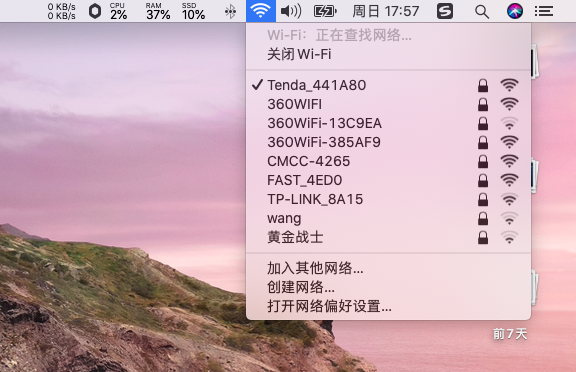 0 KB/s
0 KB/s
CPU
2%
RAM
37%
SSD
10%
周日 17:57
S
Wi-Fi：正在查找网络...
关闭 Wi-Fi
Tenda_441A80
360WIFI
360WiFi-13C9EA
360WiFi-385AF9
CMCC-4265
FAST_4ED0
TP-LINK_8A15
wang
黄金战士
加入其他网络...
创建网络...
打开网络偏好设置...
前7天